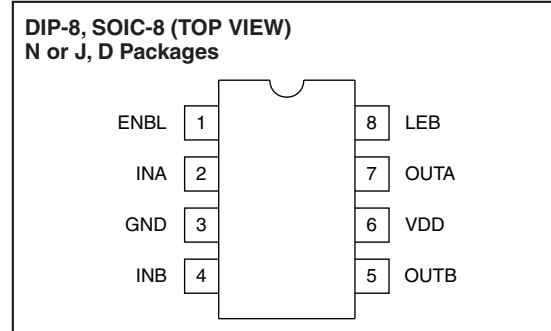 DIP-8, SOIC-8 (TOP VIEW)
N or J, D Packages
ENBL 1 8 LEB
INA 2 7 OUTA
GND 3 6 VDD
INB 4 5 OUTB